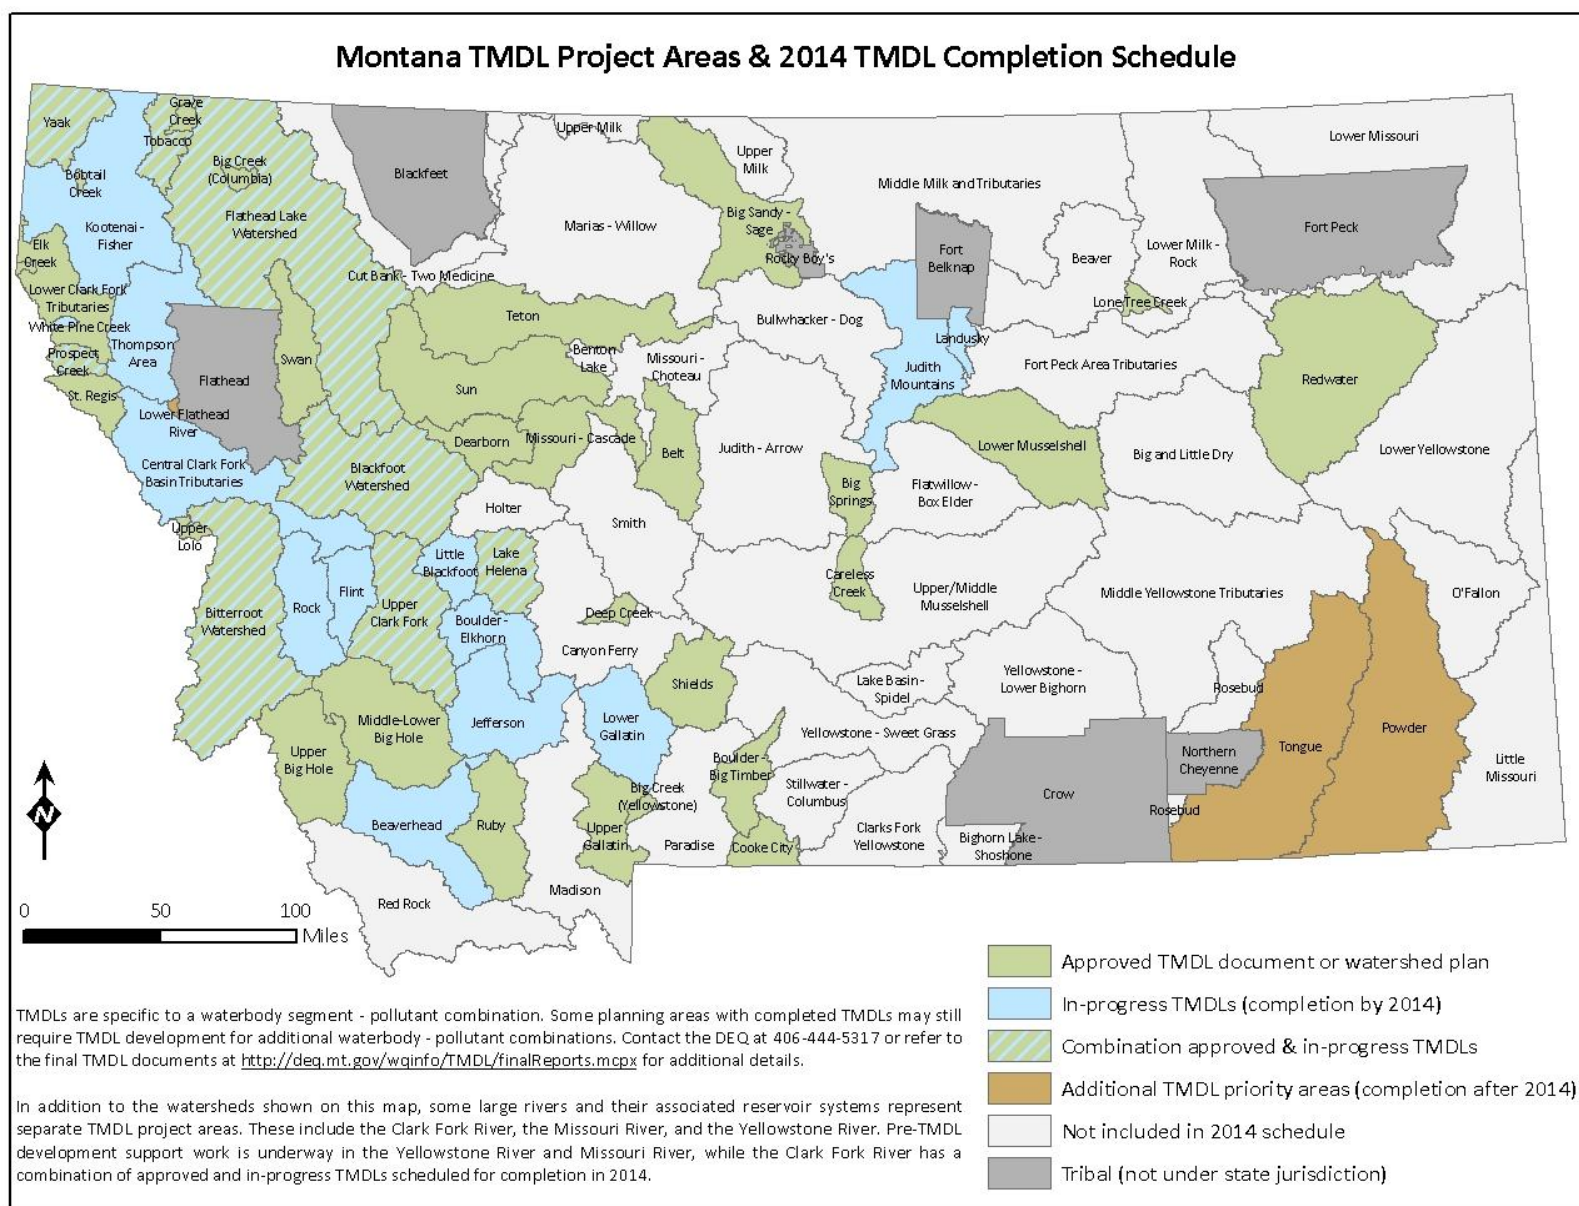 Montana TMDL Project Areas & 2014 TMDL Completion Schedule
Yaak
Grave
Creek
Tobacco
Bobtail
Creek
Big Creek
(Columbia)
Flathead Lake
Watershed
Kootenai -
Fisher
Elk
Creek
Lower Clark Fork
Tributaries
White Pine Creek
Prospect
Creek
Thompson
Area
St. Regis
Flathead
Lower Flathead
River
Swan
Central Clark Fork
Basin Tributaries
Blackfoot
Watershed
Upper
Lolo
Bitterroot
Watershed
Rock
Flint
Upper
Clark Fork
Little
Blackfoot
Lake
Helena
Boulder -
Elkhorn
Jefferson
Middle-Lower
Big Hole
Upper
Big Hole
Beaverhead
Ruby
Red Rock
Madison
Blackfeet
Cut Bank - Two Medicine
Upper Milk
Marias - Willow
Upper
Milk
Big Sandy -
Sage
Rocky Boy's
Teton
Benton
Lake
Sun
Missouri -
Choteau
Dearborn
Missouri - Cascade
Belt
Holter
Smith
Deep Creek
Canyon Ferry
Lower
Gallatin
Shields
Big Creek
(Yellowstone)
Upper
Gallatin
Paradise
Boulder -
Big Timber
Cooke City
Middle Milk and Tributaries
Fort
Belknap
Bullwhacker - Dog
Landusky
Judith
Mountains
Judith - Arrow
Big
Springs
Careless
Creek
Flatwillow -
Box Elder
Lower Musselshell
Upper/Middle
Musselshell
Lake Basin -
Spidel
Yellowstone - Sweet Grass
Stillwater -
Columbus
Clarks Fork
Yellowstone
Bighorn Lake -
Shoshone
Crow
Yellowstone -
Lower Bighorn
Beaver
Lower Milk -
Rock
Lone Tree Creek
Fort Peck Area Tributaries
Big and Little Dry
Lower Missouri
Fort Peck
Redwater
Lower Yellowstone
Middle Yellowstone Tributaries
O'Fallon
Rosebud
Northern
Cheyenne
Rosebud
Tongue
Powder
Little
Missouri
N
0 50 100
Miles
TMDLs are specific to a waterbody segment - pollutant combination. Some planning areas with completed TMDLs may still
require TMDL development for additional waterbody - pollutant combinations. Contact the DEQ at 406-444-5317 or refer to
the final TMDL documents at http://deq.mt.gov/wqinfo/TMDL/finalReports.mcpx for additional details.
In addition to the watersheds shown on this map, some large rivers and their associated reservoir systems represent
separate TMDL project areas. These include the Clark Fork River, the Missouri River, and the Yellowstone River. Pre-TMDL
development support work is underway in the Yellowstone River and Missouri River, while the Clark Fork River has a
combination of approved and in-progress TMDLs scheduled for completion in 2014.
Approved TMDL document or watershed plan
In-progress TMDLs (completion by 2014)
Combination approved & in-progress TMDLs
Additional TMDL priority areas (completion after 2014)
Not included in 2014 schedule
Tribal (not under state jurisdiction)